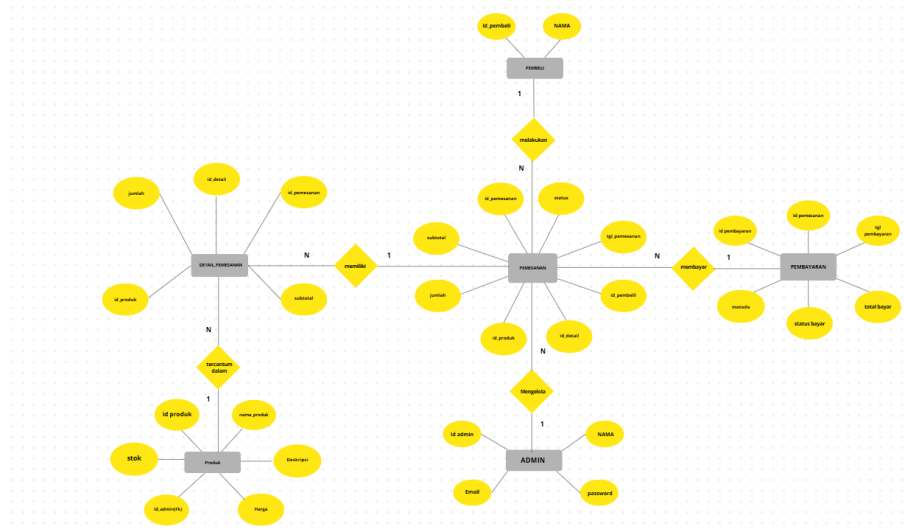 id_pembeli
NAMA
PEMBELI
1
melakukan
N
id_detail
jumlah
id_pemesanan
id_pemesanan
status
subtotal
tgl_pemesanan
id pembayaran
id pemesanan
tgl
pembayaran
DETAIL_PEMESANAN
N
memiliki
1
PEMESANAN
N
membayar
1
PEMBAYARAN
id_produk
subtotal
jumlah
id_pembeli
metode
status bayar
total bayar
id_produk
id_detail
N
tercantum
dalam
1
N
Mengelola
1
id produk
nama_produk
stok
Produk
Deskripsi
Id_admin(Fk)
Harga
Id admin
NAMA
ADMIN
Email
password